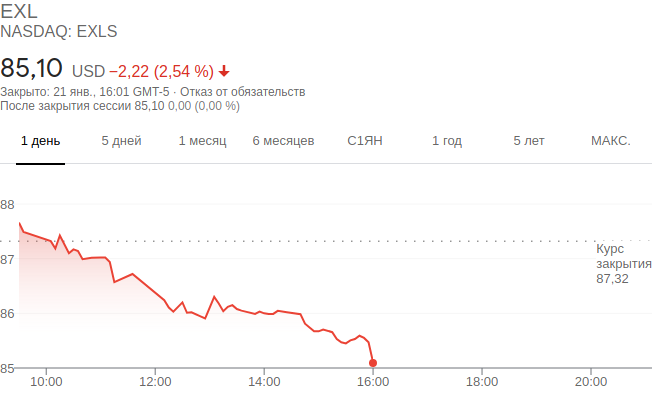 EXL
NASDAQ: EXLS
85,10 USD −2,22 (2,54 %)
Закрыто: 21 янв., 16:01 GMT-5 · Отказ от обязательств
После закрытия сессии 85,10 0,00 (0,00 %)
1 день 5 дней 1 месяц 6 месяцев С1ЯН 1 год 5 лет МАКС.
88
87
86
85
Курс
закрытия
87,32
10:00 12:00 14:00 16:00 18:00 20:00